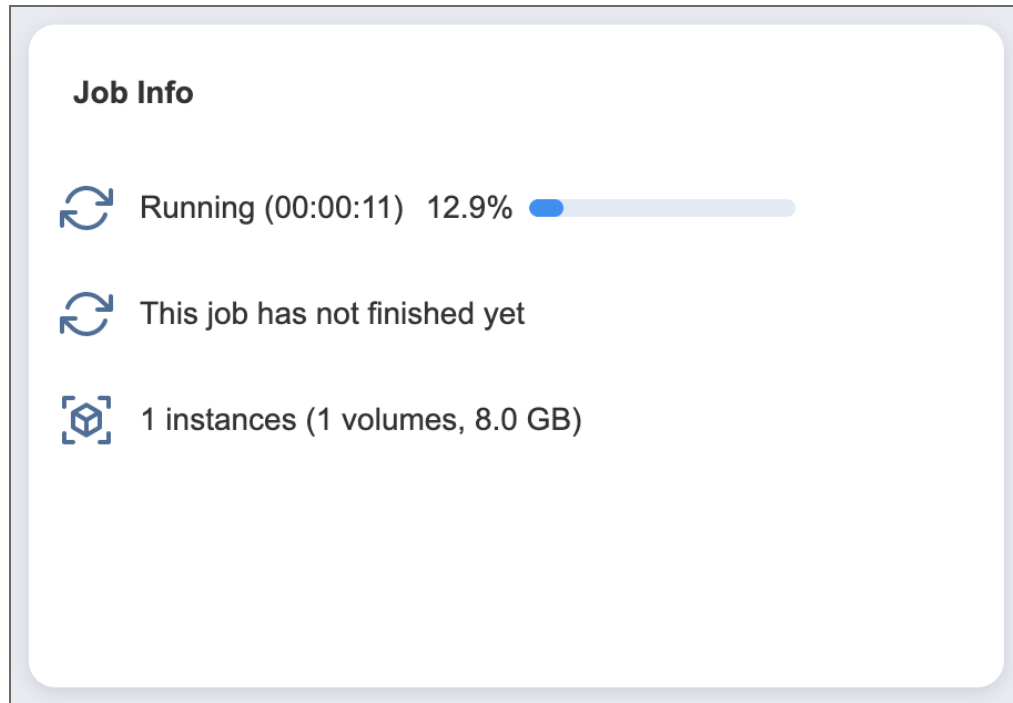 Job Info
Running (00:00:11) 12.9%
This job has not finished yet
1 instances (1 volumes, 8.0 GB)